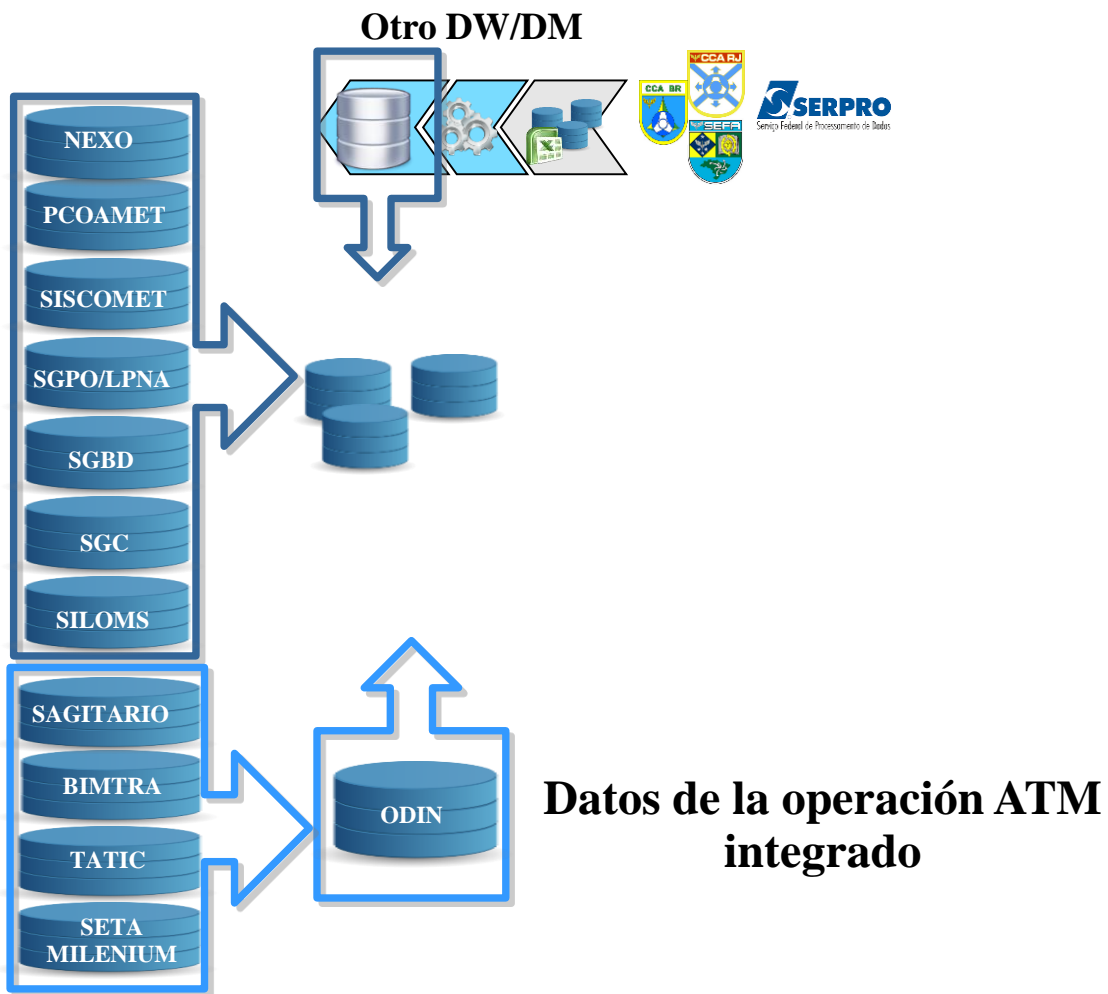 Otro DW/DM
CCA RJ
CCA BR
SERPRO
Serviço Federal de Processamento de Dados
SEFA
NEXO
PCOAMET
SISCOMET
SGPO/LPNA
SGBD
SGC
SILOMS
SAGITARIO
BIMTRA
TATIC
SETA
MILENIUM
ODIN
Datos de la operación ATM
integrado